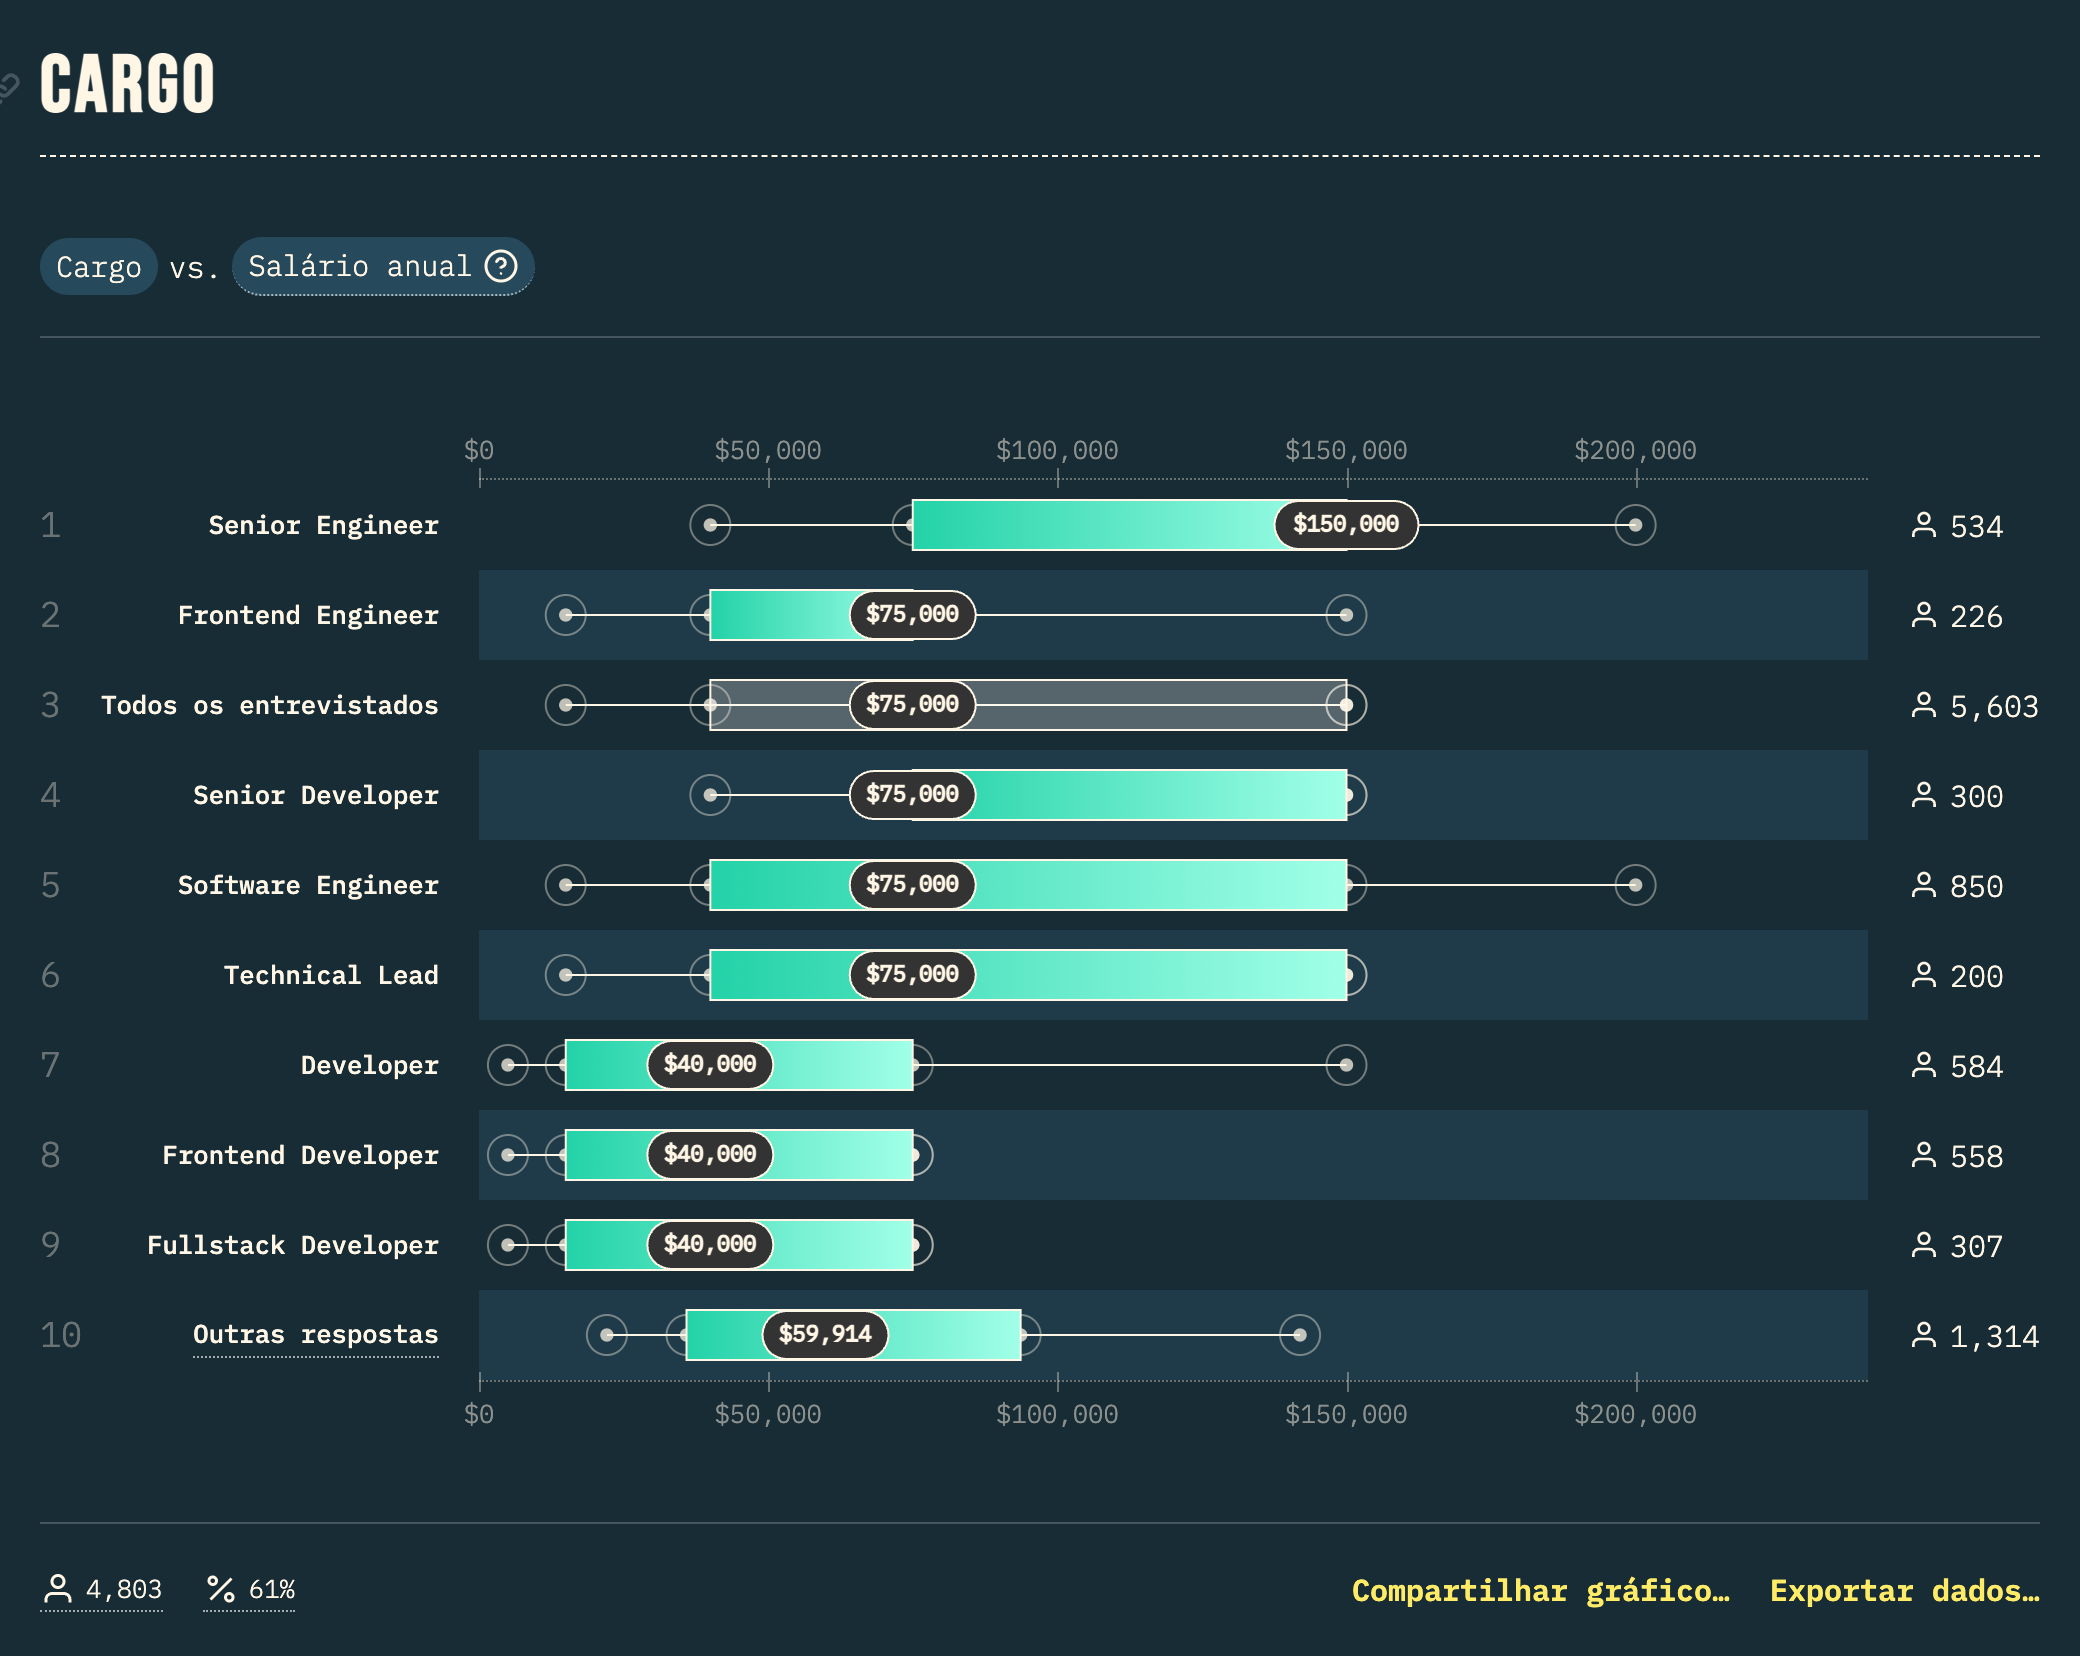 CARGO
Cargo vs. Salário anual
$0 $50,000 $100,000 $150,000 $200,000
1 Senior Engineer $150,000 534
2 Frontend Engineer $75,000 226
3 Todos os entrevistados $75,000 5,603
4 Senior Developer $75,000 300
5 Software Engineer $75,000 850
6 Technical Lead $75,000 200
7 Developer $40,000 584
8 Frontend Developer $40,000 558
9 Fullstack Developer $40,000 307
10 Outras respostas $59,914 1,314
$0 $50,000 $100,000 $150,000 $200,000
4,803 61% Compartilhar gráfico… Exportar dados…